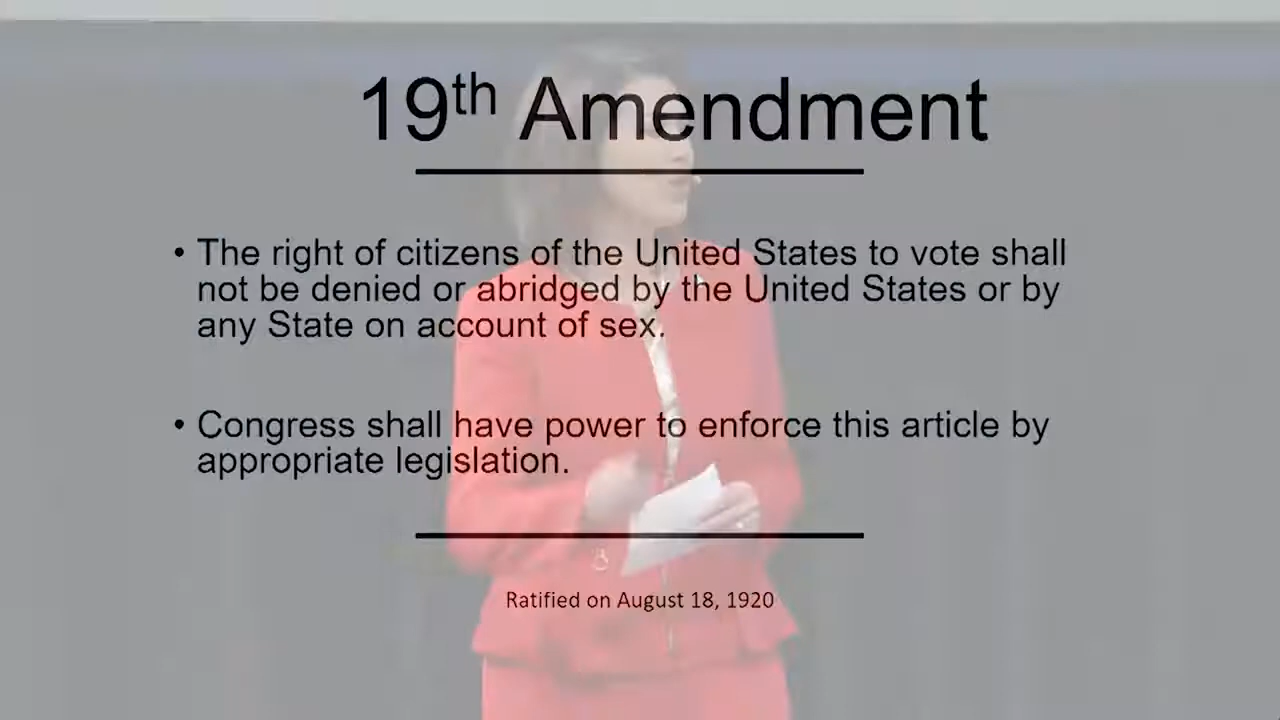 19th Amendment
• The right of citizens of the United States to vote shall
not be denied or abridged by the United States or by
any State on account of sex.
• Congress shall have power to enforce this article by
appropriate legislation.
Ratified on August 18, 1920